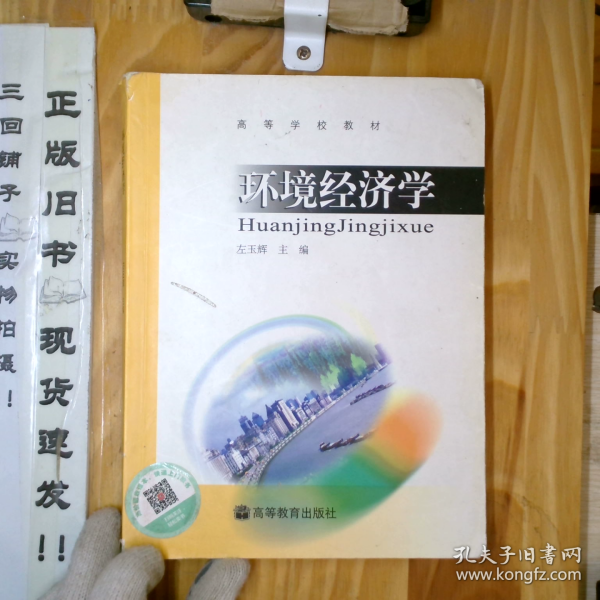 正版旧书现货速发!!
三回铺子实物拍摄!
高等学校教材
环境经济学
HuanjingJingjixue
左玉辉 主编
高等教育出版社
孔夫子旧书网
www.kongfz.com